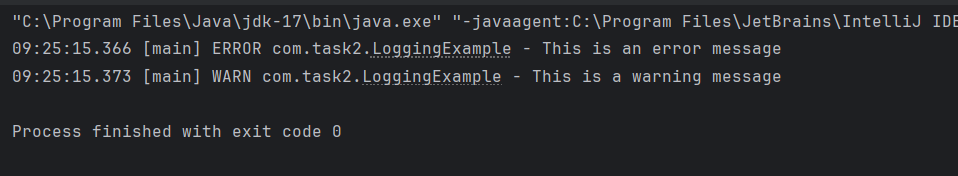 "C:\Program Files\Java\jdk-17\bin\java.exe" "-javaagent:C:\Program Files\JetBrains\IntelliJ IDE
09:25:15.366 [main] ERROR com.task2.LoggingExample - This is an error message
09:25:15.373 [main] WARN com.task2.LoggingExample - This is a warning message
Process finished with exit code 0